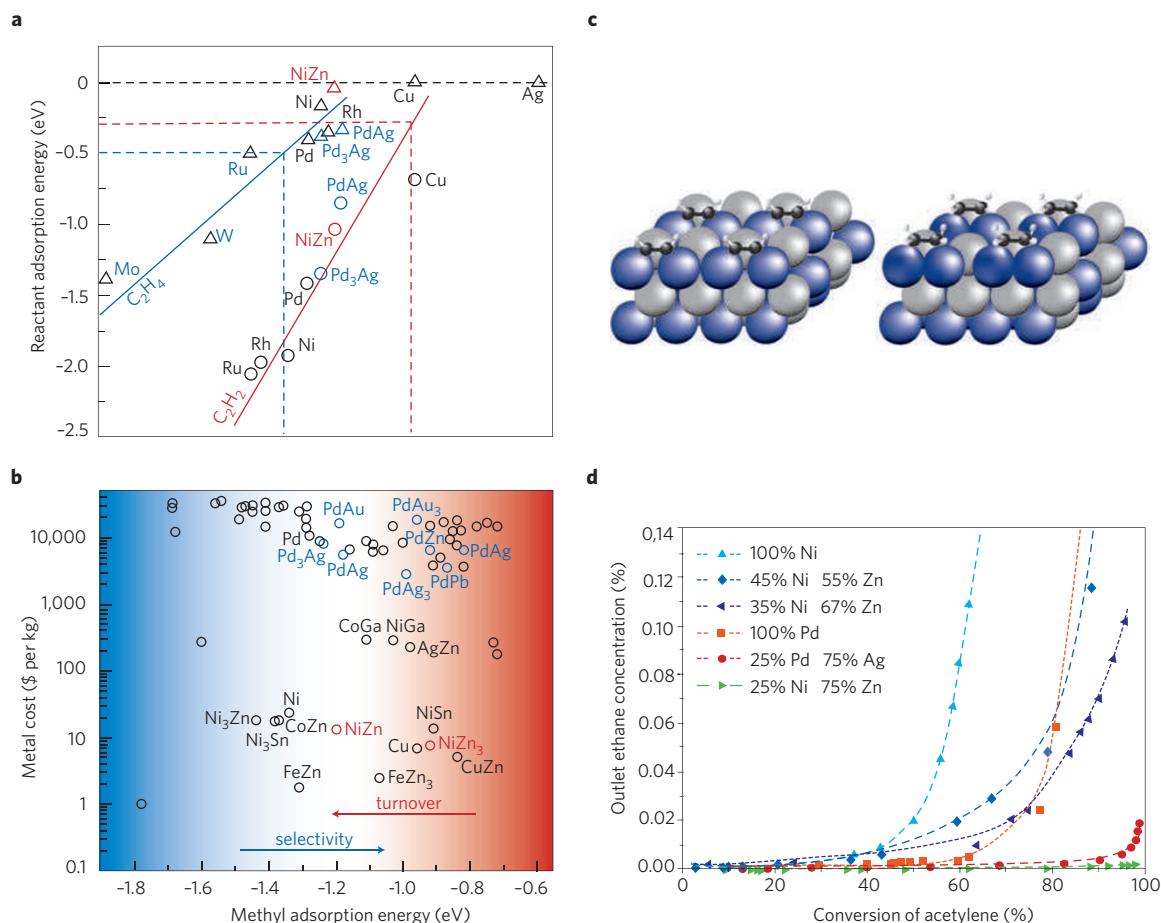 a
0
-0.5
-1.0
-1.5
-2.0
-2.5
Reactant adsorption energy (eV)
NiZn
Ni
Cu
Ag
Rh
PdAg
Pd
Pd₃Ag
Ru
PdAg
Cu
W
NiZn
Mo
C₂H₄
Pd₃Ag
Pd
Rh
Ni
Ru
C₂H₂
b
10,000
1,000
100
10
1
0.1
Metal cost ($ per kg)
PdAu
PdAu₃
Pd
PdZn
PdAg
Pd₃Ag
PdAg
PdPb
PdAg₃
CoGa NiGa
AgZn
Ni
Ni₃Zn
CoZn
NiZn
NiSn
Ni₃Sn
Cu
NiZn₃
CuZn
FeZn
FeZn₃
turnover
selectivity
-1.8 -1.6 -1.4 -1.2 -1.0 -0.8 -0.6
Methyl adsorption energy (eV)
c
d
0.14
0.12
0.10
0.08
0.06
0.04
0.02
0.00
Outlet ethane concentration (%)
100% Ni
45% Ni 55% Zn
35% Ni 67% Zn
100% Pd
25% Pd 75% Ag
25% Ni 75% Zn
0 20 40 60 80 100
Conversion of acetylene (%)